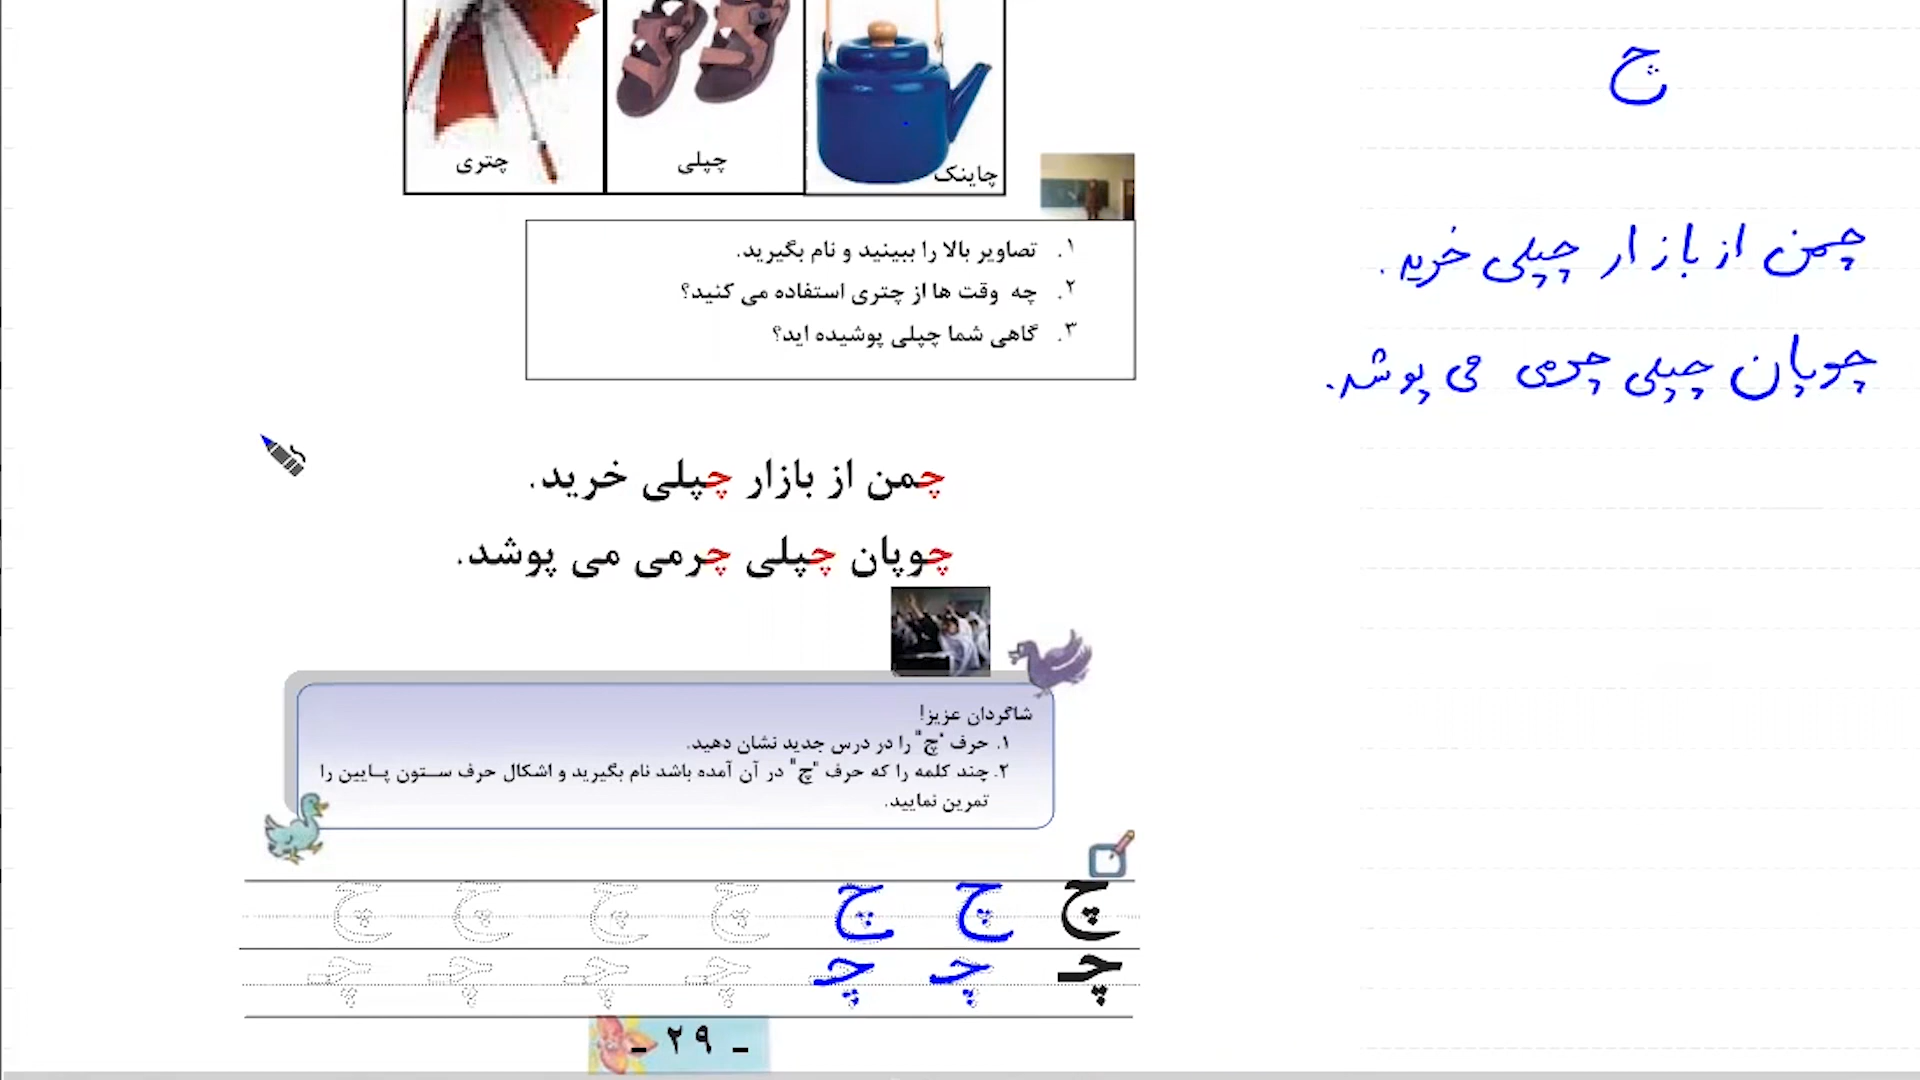 چاینک
چپلی
چتری
۱. تصاویر بالا را ببینید و نام بگیرید.
۲. چه وقت ها از چتری استفاده می کنید؟
۳. گاهی شما چپلی پوشیده اید؟
چمن از بازار چپلی خرید.
چوپان چپلی چرمی می پوشد.
شاگردان عزیز!
۱. حرف "چ" را در درس جدید نشان دهید.
۲. چند کلمه را که حرف "چ" در آن آمده باشد نام بگیرید و اشکال حرف ستون پایین را
تمرین نمایید.
چ چ چ چ چ چ چ
چـ چـ چـ چـ چـ چـ چـ
- ۲۹ -
چ
چمن از بازار چپلی خرید.
چوپان چپلی چرمی می پوشد.